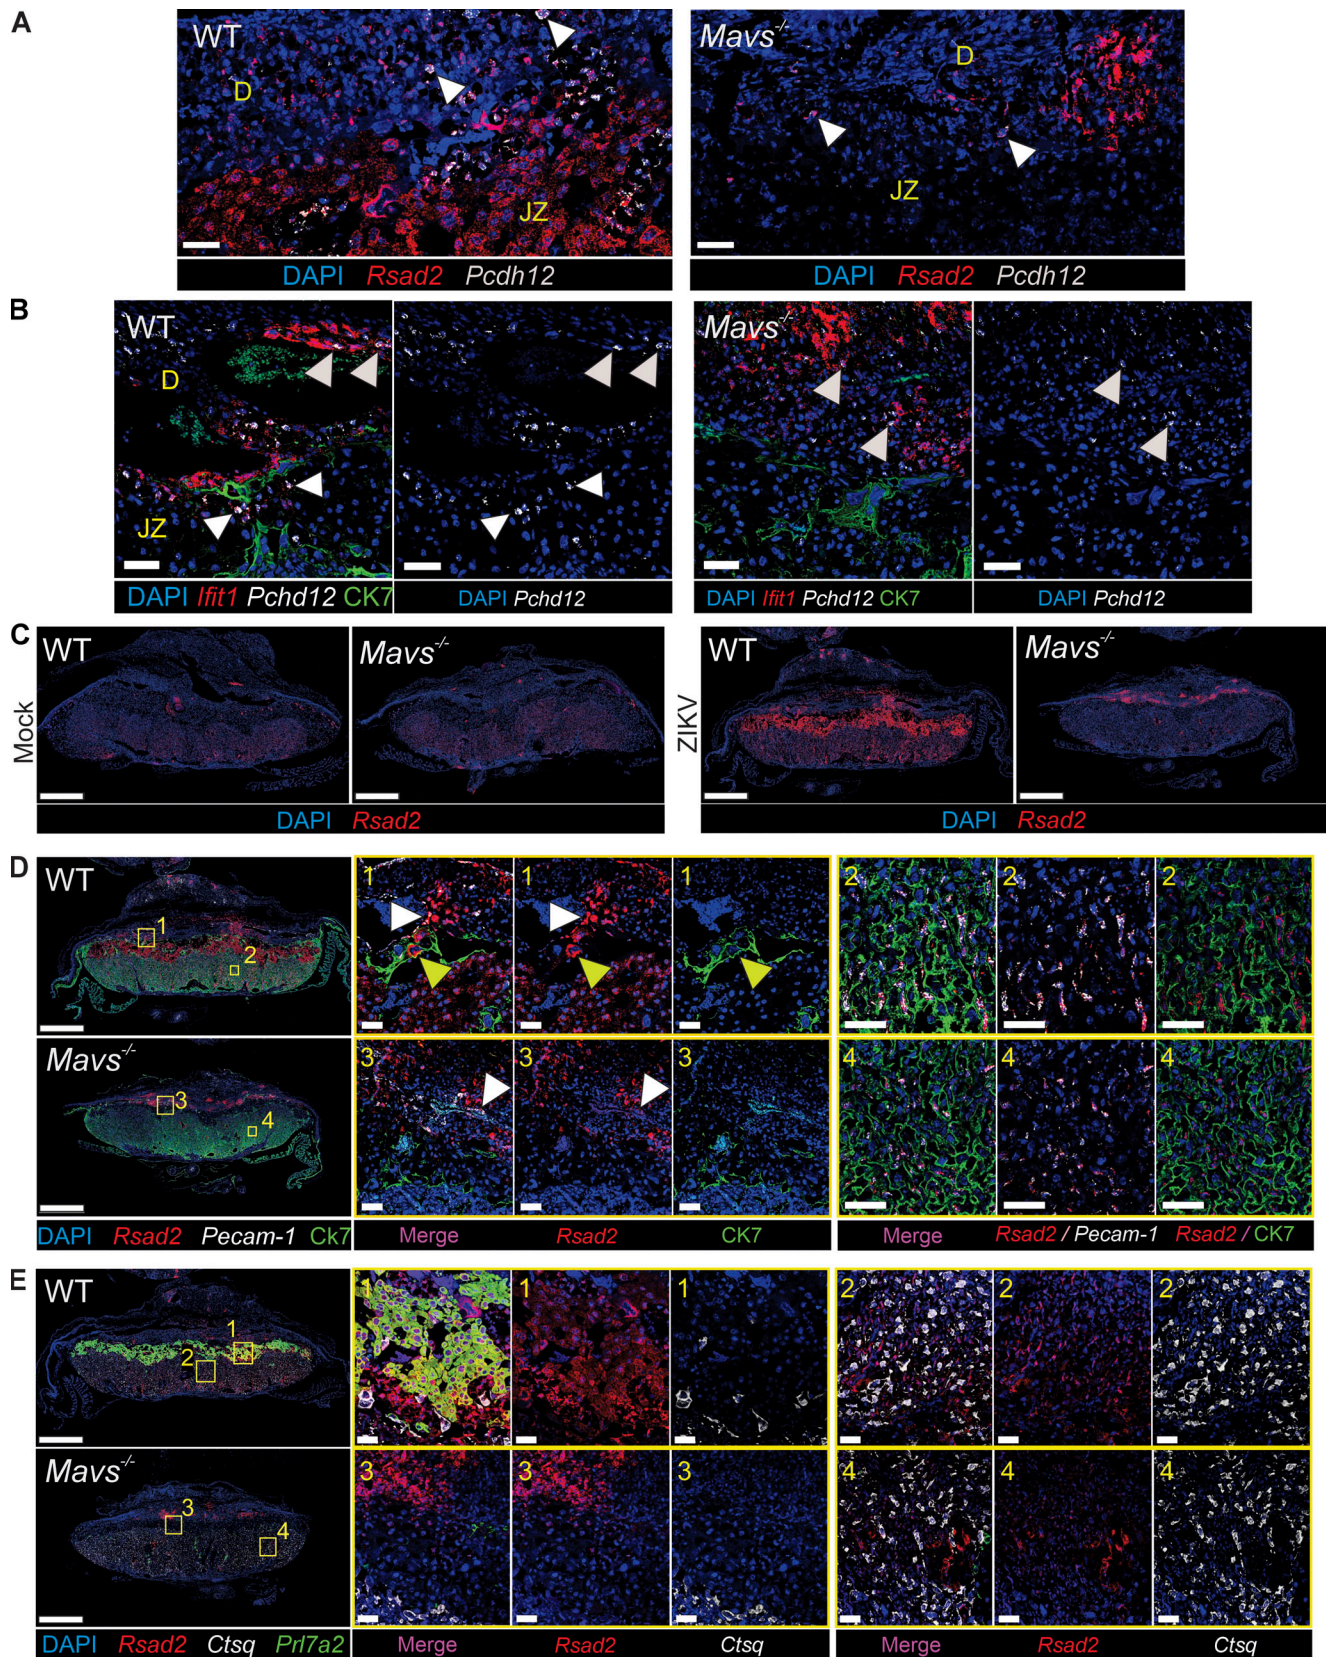 A
WT
D
JZ
DAPI Rsad2 Pcdh12
Mavs-/-
D
JZ
DAPI Rsad2 Pcdh12
B
WT
D
JZ
DAPI Ifit1 Pchd12 CK7
DAPI Pchd12
Mavs-/-
DAPI Ifit1 Pchd12 CK7
DAPI Pchd12
C
Mock
WT
Mavs-/-
DAPI Rsad2
ZIKV
WT
Mavs-/-
DAPI Rsad2
D
WT
1
2
1
1
1
2
2
2
Mavs-/-
3
4
3
3
3
4
4
4
DAPI Rsad2 Pecam-1 Ck7
Merge Rsad2 CK7
Merge Rsad2 / Pecam-1 Rsad2 / CK7
E
WT
1
2
1
1
1
2
2
2
Mavs-/-
3
4
3
3
3
4
4
4
DAPI Rsad2 Ctsq Prl7a2
Merge Rsad2 Ctsq
Merge Rsad2 Ctsq